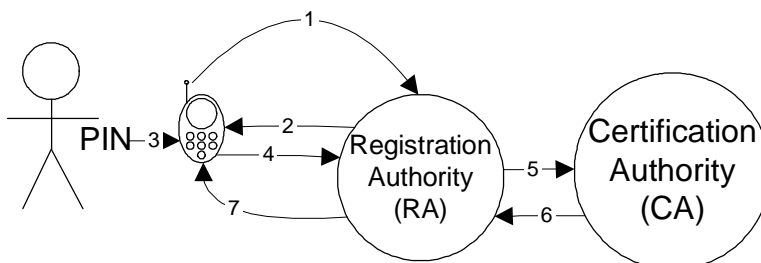 1
PIN
3
2
4
7
Registration
Authority
(RA)
5
6
Certification
Authority
(CA)